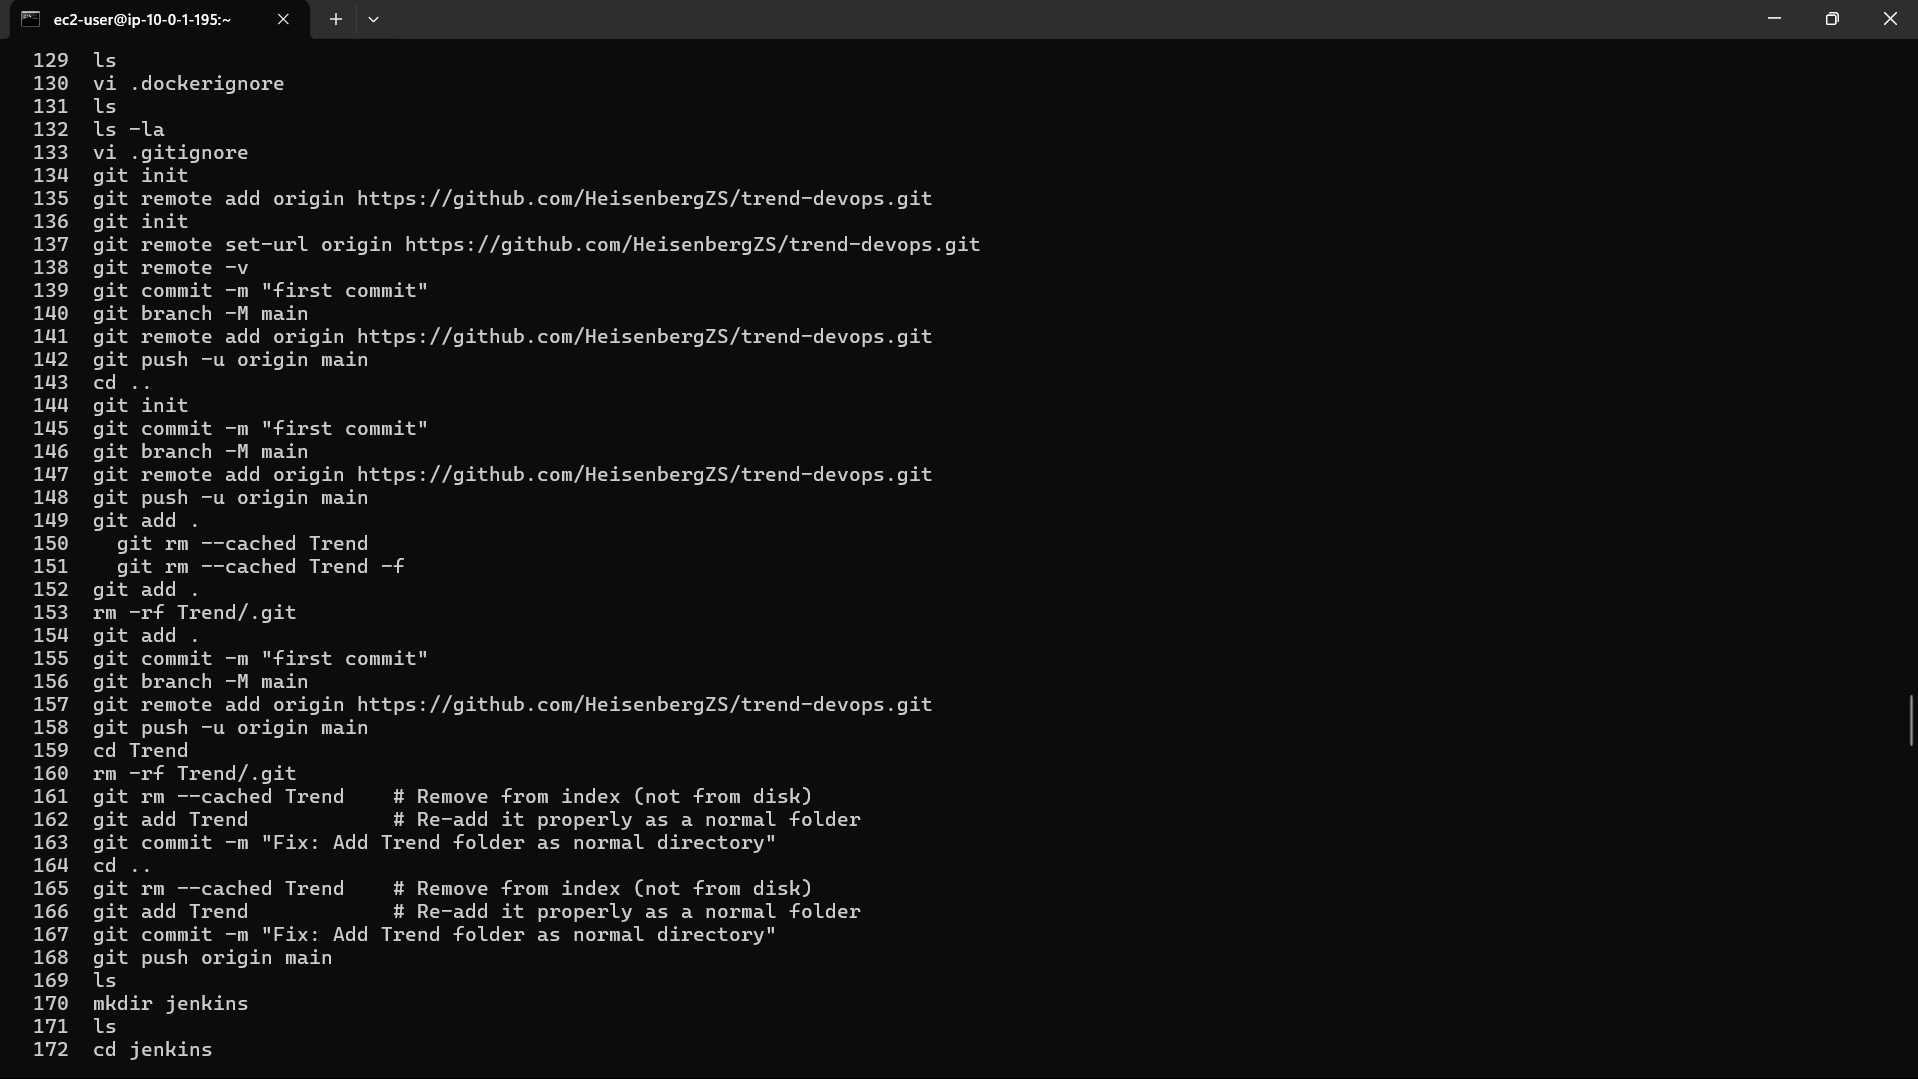 ec2-user@ip-10-0-1-195:~
129  ls
130  vi .dockerignore
131  ls
132  ls -la
133  vi .gitignore
134  git init
135  git remote add origin https://github.com/HeisenbergZS/trend-devops.git
136  git init
137  git remote set-url origin https://github.com/HeisenbergZS/trend-devops.git
138  git remote -v
139  git commit -m "first commit"
140  git branch -M main
141  git remote add origin https://github.com/HeisenbergZS/trend-devops.git
142  git push -u origin main
143  cd ..
144  git init
145  git commit -m "first commit"
146  git branch -M main
147  git remote add origin https://github.com/HeisenbergZS/trend-devops.git
148  git push -u origin main
149  git add .
150    git rm --cached Trend
151    git rm --cached Trend -f
152  git add .
153  rm -rf Trend/.git
154  git add .
155  git commit -m "first commit"
156  git branch -M main
157  git remote add origin https://github.com/HeisenbergZS/trend-devops.git
158  git push -u origin main
159  cd Trend
160  rm -rf Trend/.git
161  git rm --cached Trend    # Remove from index (not from disk)
162  git add Trend            # Re-add it properly as a normal folder
163  git commit -m "Fix: Add Trend folder as normal directory"
164  cd ..
165  git rm --cached Trend    # Remove from index (not from disk)
166  git add Trend            # Re-add it properly as a normal folder
167  git commit -m "Fix: Add Trend folder as normal directory"
168  git push origin main
169  ls
170  mkdir jenkins
171  ls
172  cd jenkins